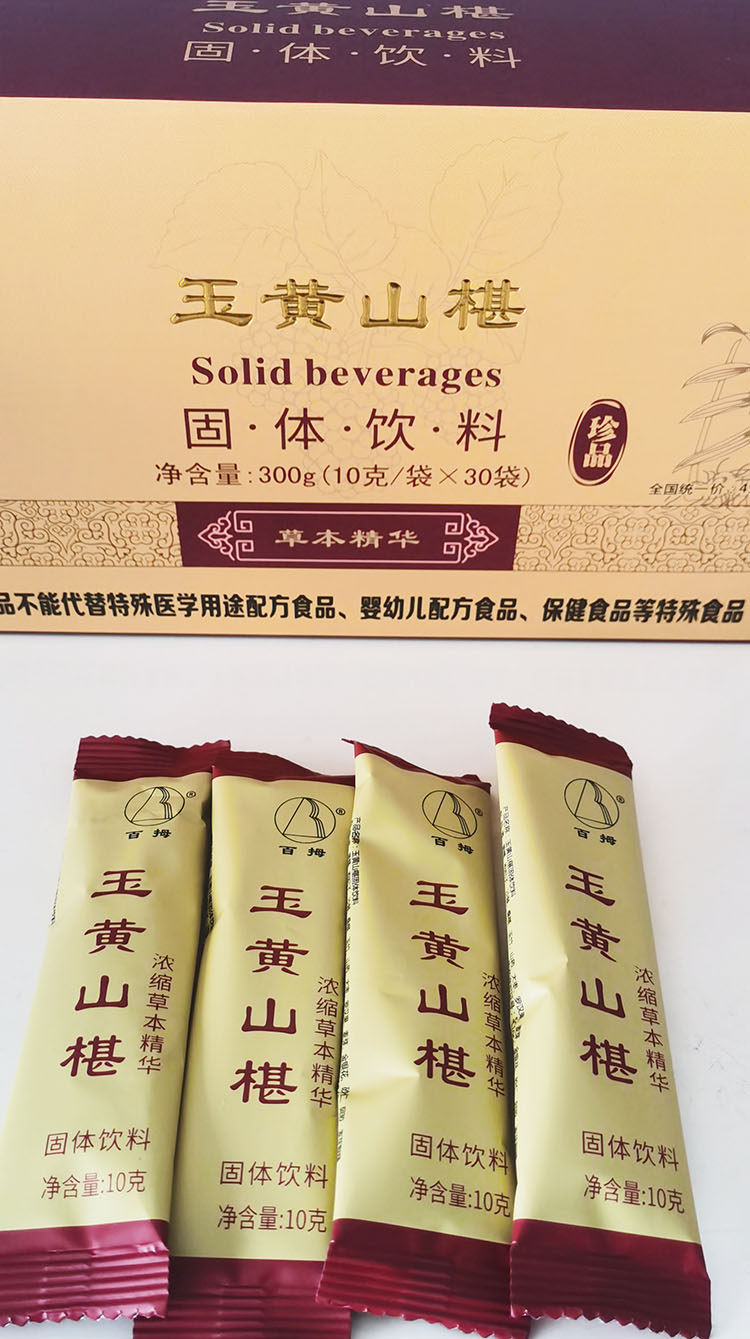 玉黄山椹
Solid beverages
固·体·饮·料
玉黄山椹
Solid beverages
固·体·饮·料
净含量:300g(10克/袋×30袋)
珍品
全国统一价:4
草本精华
品不能代替特殊医学用途配方食品、婴幼儿配方食品、保健食品等特殊食品
百拇
玉黄山椹
浓缩草本精华
固体饮料
净含量:10克
百拇
玉黄山椹
浓缩草本精华
固体饮料
净含量:10克
百拇
玉黄山椹
浓缩草本精华
固体饮料
净含量:10克
百拇
玉黄山椹
浓缩草本精华
固体饮料
净含量:10克